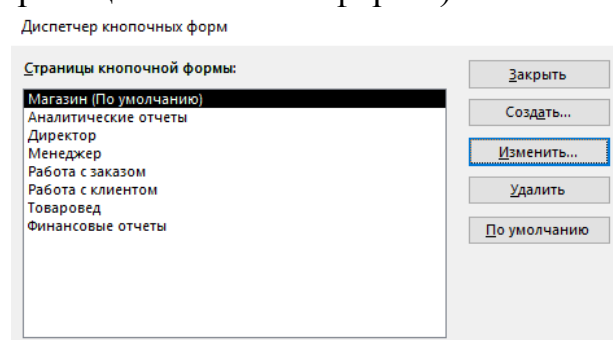 Диспетчер кнопочных форм
Страницы кнопочной формы:
Магазин (По умолчанию)
Аналитические отчеты
Директор
Менеджер
Работа с заказом
Работа с клиентом
Товаровед
Финансовые отчеты
Закрыть
Создать...
Изменить...
Удалить
По умолчанию